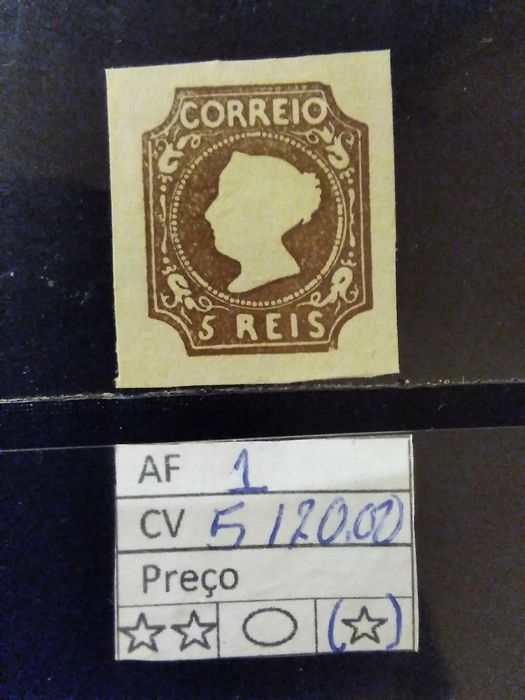 CORREIO
5 REIS
AF 1
CV 5 120.00
Preço